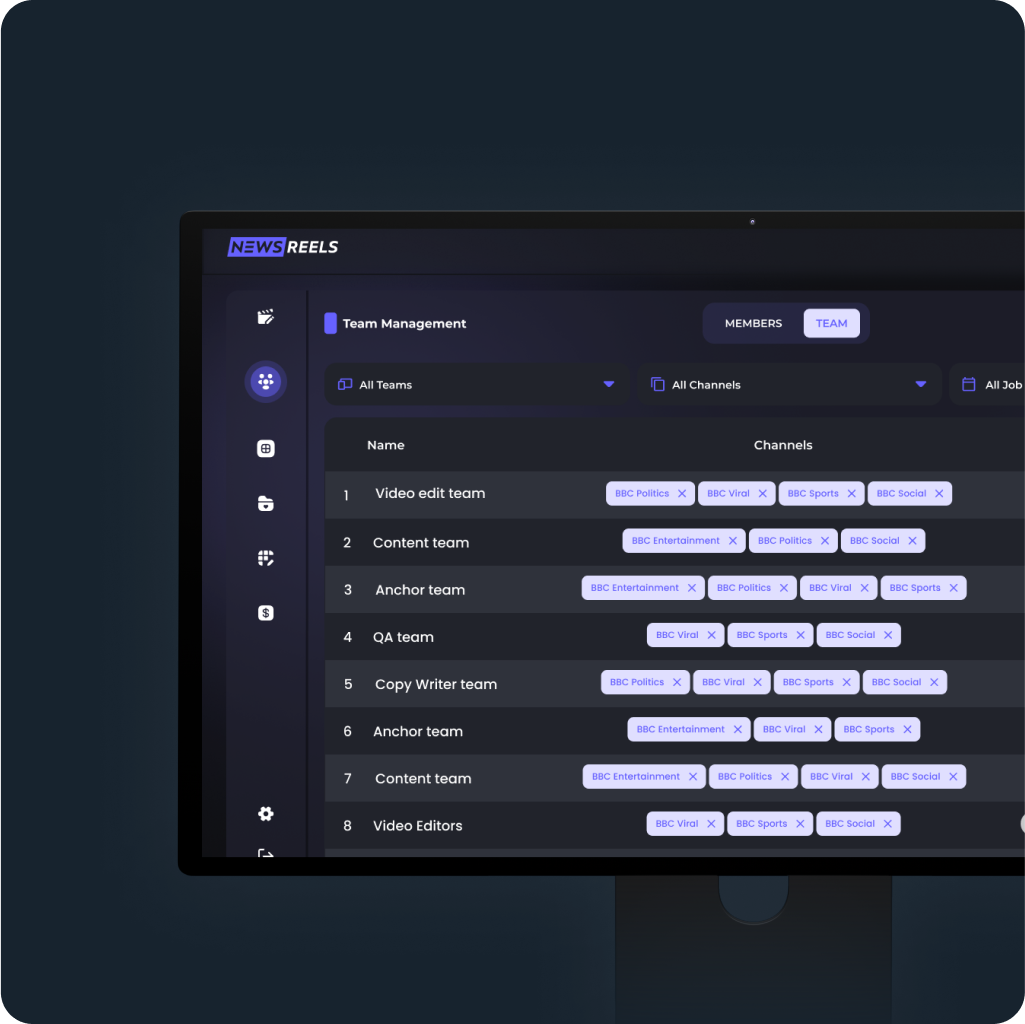 NEWS REELS
Team Management
MEMBERS TEAM
All Teams All Channels All Job
Name Channels
1 Video edit team BBC Politics BBC Viral BBC Sports BBC Social
2 Content team BBC Entertainment BBC Politics BBC Social
3 Anchor team BBC Entertainment BBC Politics BBC Viral BBC Sports
4 QA team BBC Viral BBC Sports BBC Social
5 Copy Writer team BBC Politics BBC Viral BBC Sports BBC Social
6 Anchor team BBC Entertainment BBC Viral BBC Sports
7 Content team BBC Entertainment BBC Politics BBC Viral BBC Social
8 Video Editors BBC Viral BBC Sports BBC Social